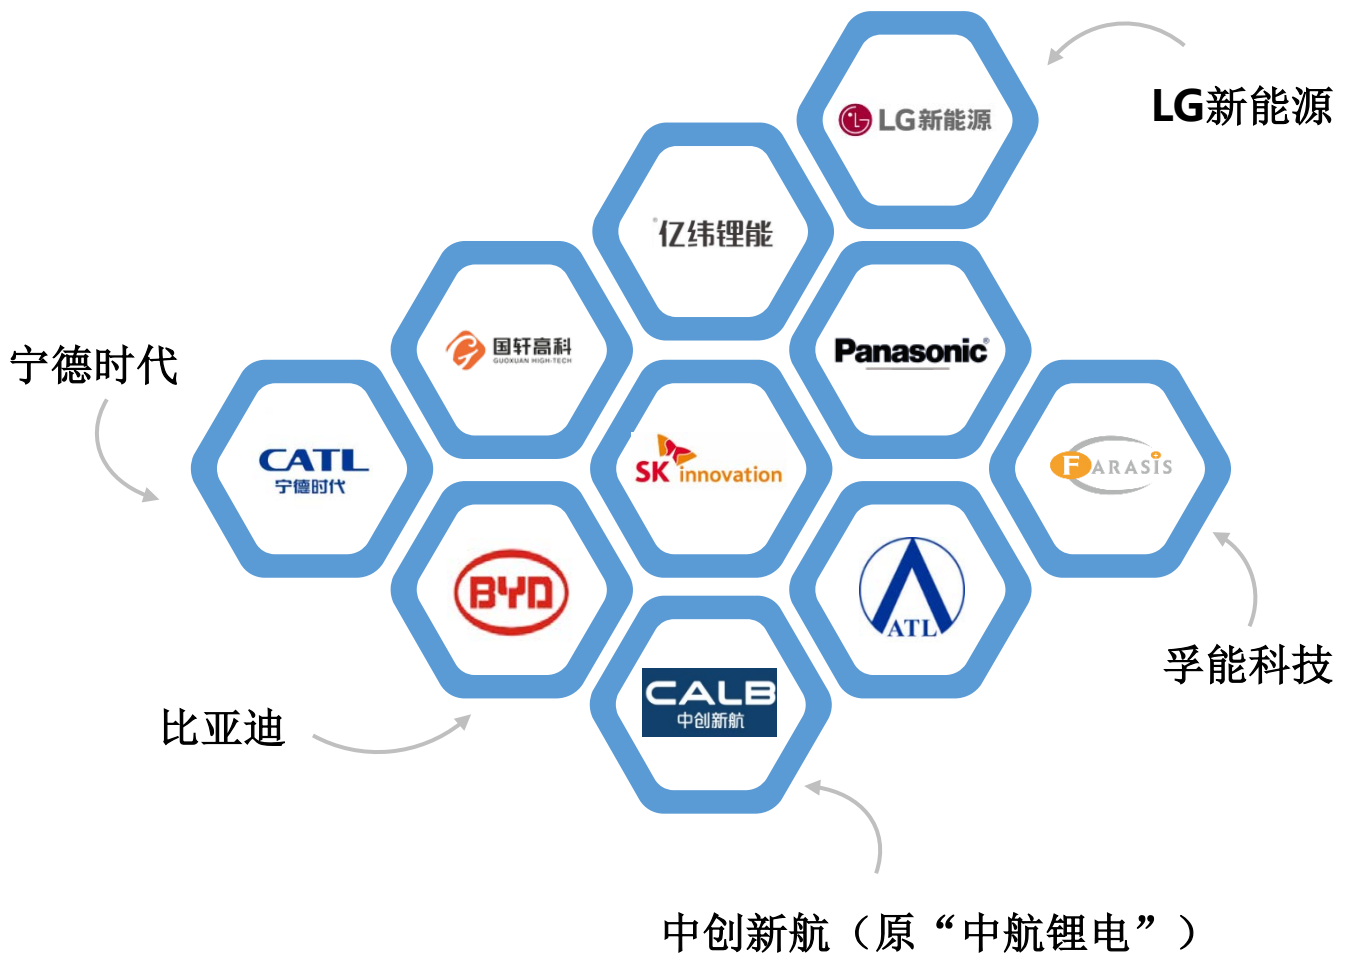 LG新能源
LG新能源
®亿纬锂能
国轩高科
GUOXUAN HIGH-TECH
Panasonic®
宁德时代
CATL
宁德时代
SK innovation
FARASIS
BYD
ATL
孚能科技
CALB
中创新航
比亚迪
中创新航（原“中航锂电”）